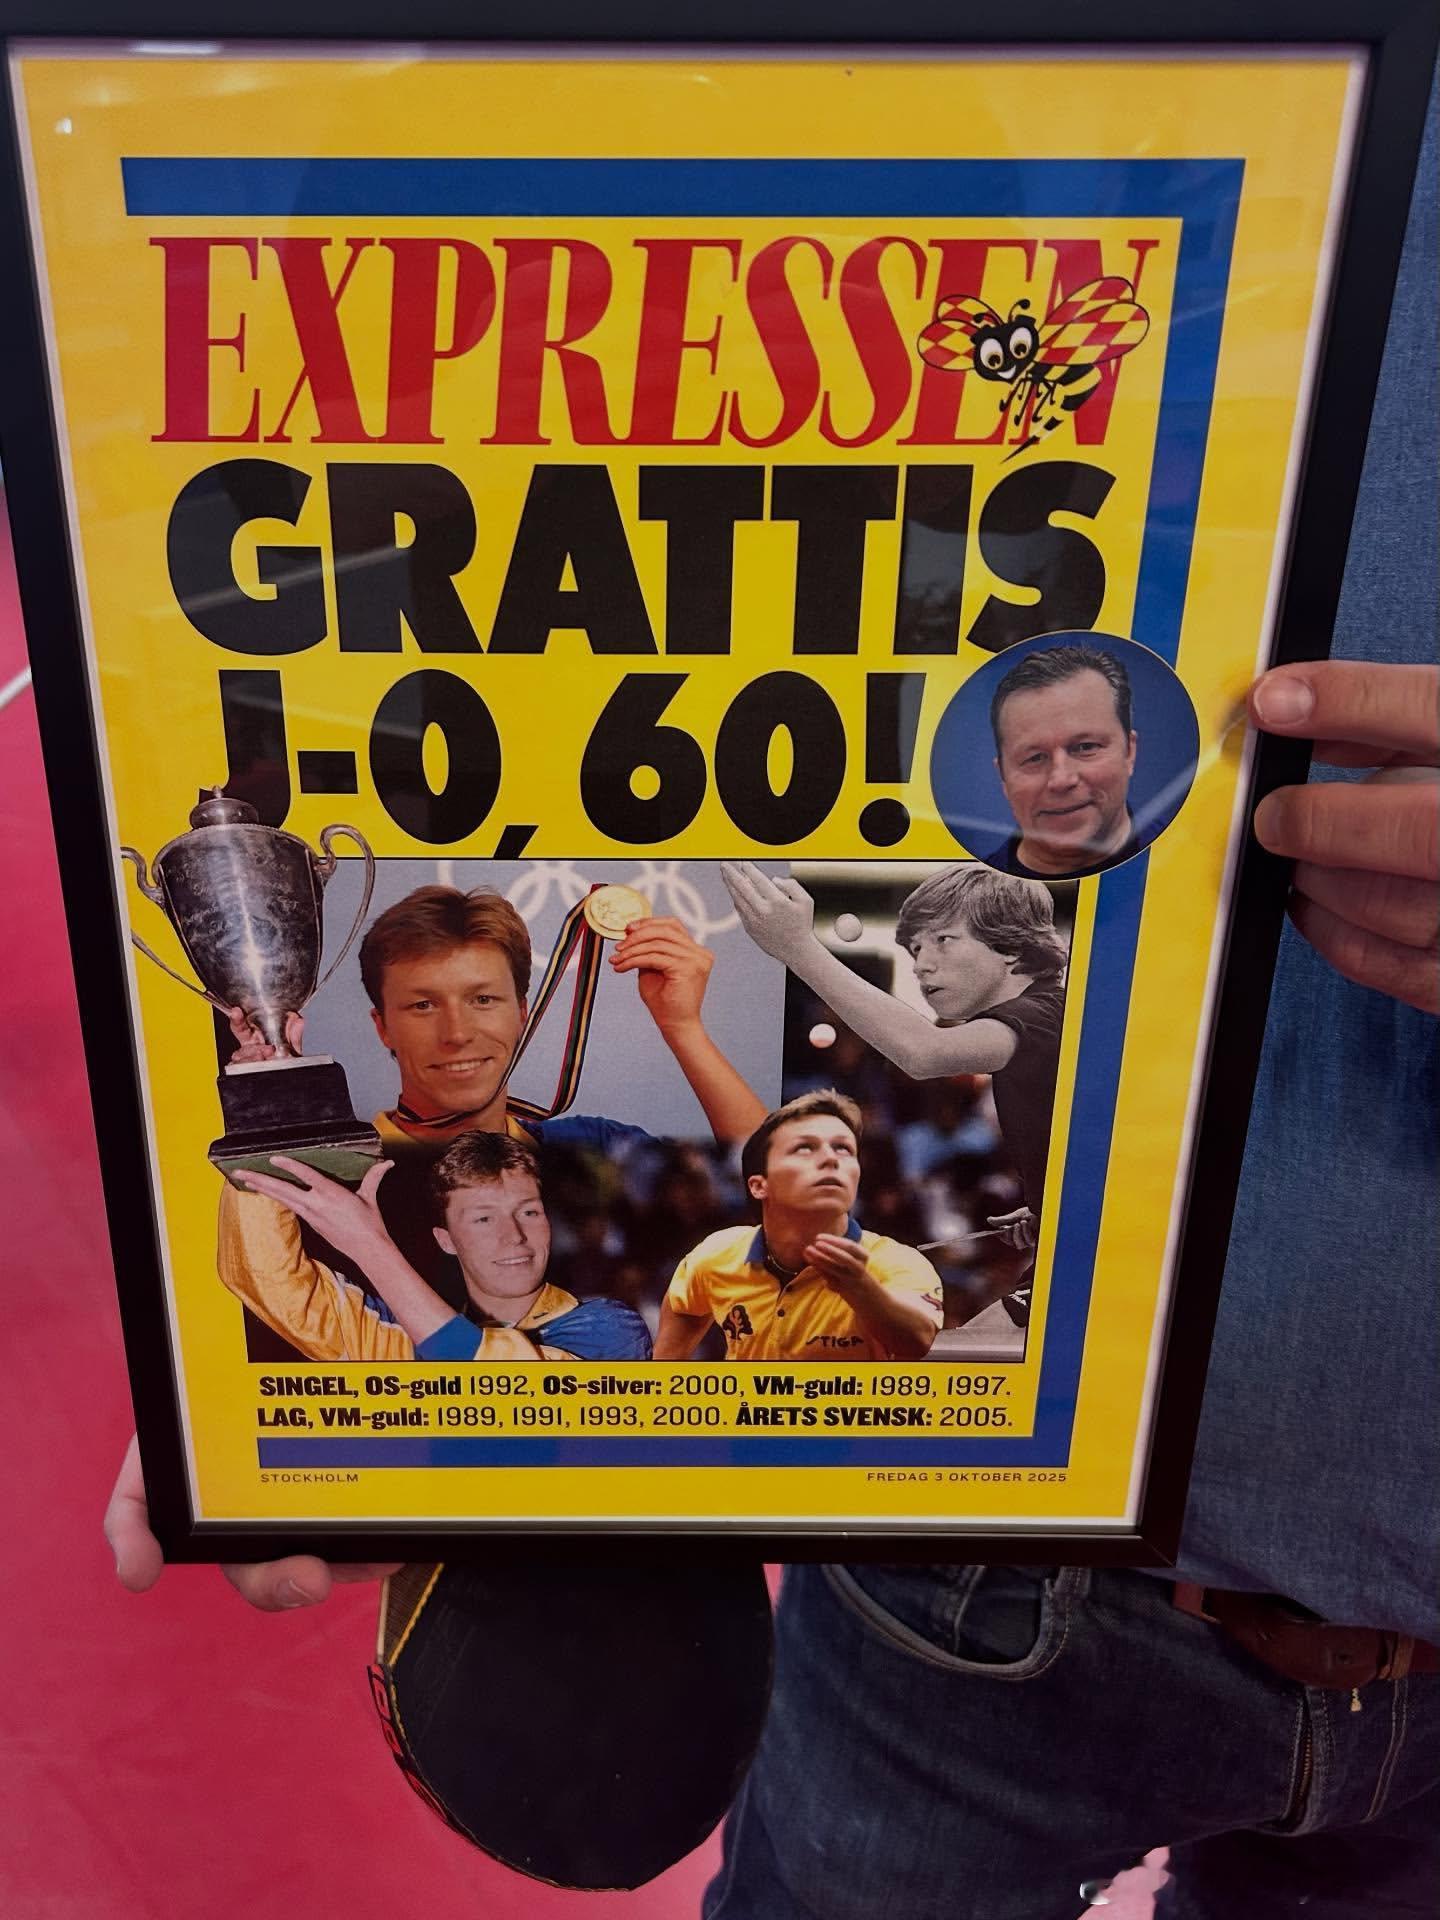 EXPRESSEN
GRATTIS
J-O, 60!
STIGA
SINGEL, OS-guld 1992, OS-silver: 2000, VM-guld: 1989, 1997.
LAG, VM-guld: 1989, 1991, 1993, 2000. ÅRETS SVENSK: 2005.
STOCKHOLM
FREDAG 3 OKTOBER 2025